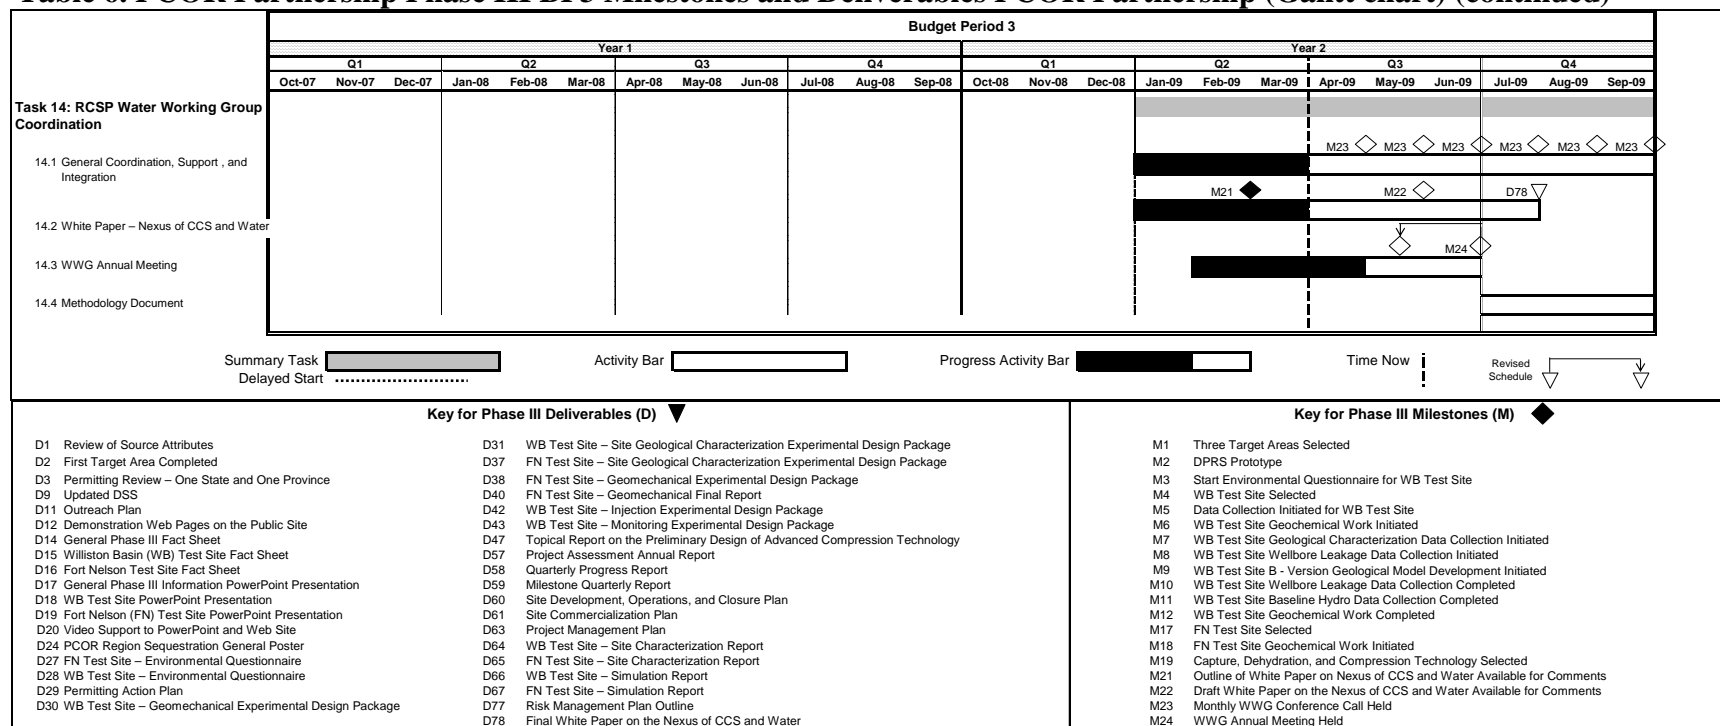 Table 6. PCOR Partnership Phase III BP3 Milestones and Deliverables PCOR Partnership (Gantt chart) (continued)
Budget Period 3
Year 1 Year 2
Q1 Q2 Q3 Q4 Q1 Q2 Q3 Q4
Oct-07 Nov-07 Dec-07 Jan-08 Feb-08 Mar-08 Apr-08 May-08 Jun-08 Jul-08 Aug-08 Sep-08 Oct-08 Nov-08 Dec-08 Jan-09 Feb-09 Mar-09 Apr-09 May-09 Jun-09 Jul-09 Aug-09 Sep-09
Task 14: RCSP Water Working Group
Coordination
M23 M23 M23 M23 M23 M23
14.1 General Coordination, Support , and
Integration
M21 M22 D78
14.2 White Paper – Nexus of CCS and Water
M24
14.3 WWG Annual Meeting
14.4 Methodology Document
Summary Task Activity Bar Progress Activity Bar Time Now Revised
Schedule
Delayed Start
Key for Phase III Deliverables (D)
D1 Review of Source Attributes
D2 First Target Area Completed
D3 Permitting Review – One State and One Province
D9 Updated DSS
D11 Outreach Plan
D12 Demonstration Web Pages on the Public Site
D14 General Phase III Fact Sheet
D15 Williston Basin (WB) Test Site Fact Sheet
D16 Fort Nelson Test Site Fact Sheet
D17 General Phase III Information PowerPoint Presentation
D18 WB Test Site PowerPoint Presentation
D19 Fort Nelson (FN) Test Site PowerPoint Presentation
D20 Video Support to PowerPoint and Web Site
D24 PCOR Region Sequestration General Poster
D27 FN Test Site – Environmental Questionnaire
D28 WB Test Site – Environmental Questionnaire
D29 Permitting Action Plan
D30 WB Test Site – Geomechanical Experimental Design Package
D31 WB Test Site – Site Geological Characterization Experimental Design Package
D37 FN Test Site – Site Geological Characterization Experimental Design Package
D38 FN Test Site – Geomechanical Experimental Design Package
D40 FN Test Site – Geomechanical Final Report
D42 WB Test Site – Injection Experimental Design Package
D43 WB Test Site – Monitoring Experimental Design Package
D47 Topical Report on the Preliminary Design of Advanced Compression Technology
D57 Project Assessment Annual Report
D58 Quarterly Progress Report
D59 Milestone Quarterly Report
D60 Site Development, Operations, and Closure Plan
D61 Site Commercialization Plan
D63 Project Management Plan
D64 WB Test Site – Site Characterization Report
D65 FN Test Site – Site Characterization Report
D66 WB Test Site – Simulation Report
D67 FN Test Site – Simulation Report
D77 Risk Management Plan Outline
D78 Final White Paper on the Nexus of CCS and Water
Key for Phase III Milestones (M)
M1 Three Target Areas Selected
M2 DPRS Prototype
M3 Start Environmental Questionnaire for WB Test Site
M4 WB Test Site Selected
M5 Data Collection Initiated for WB Test Site
M6 WB Test Site Geochemical Work Initiated
M7 WB Test Site Geological Characterization Data Collection Initiated
M8 WB Test Site Wellbore Leakage Data Collection Initiated
M9 WB Test Site B - Version Geological Model Development Initiated
M10 WB Test Site Wellbore Leakage Data Collection Completed
M11 WB Test Site Baseline Hydro Data Collection Completed
M12 WB Test Site Geochemical Work Completed
M17 FN Test Site Selected
M18 FN Test Site Geochemical Work Initiated
M19 Capture, Dehydration, and Compression Technology Selected
M21 Outline of White Paper on Nexus of CCS and Water Available for Comments
M22 Draft White Paper on the Nexus of CCS and Water Available for Comments
M23 Monthly WWG Conference Call Held
M24 WWG Annual Meeting Held